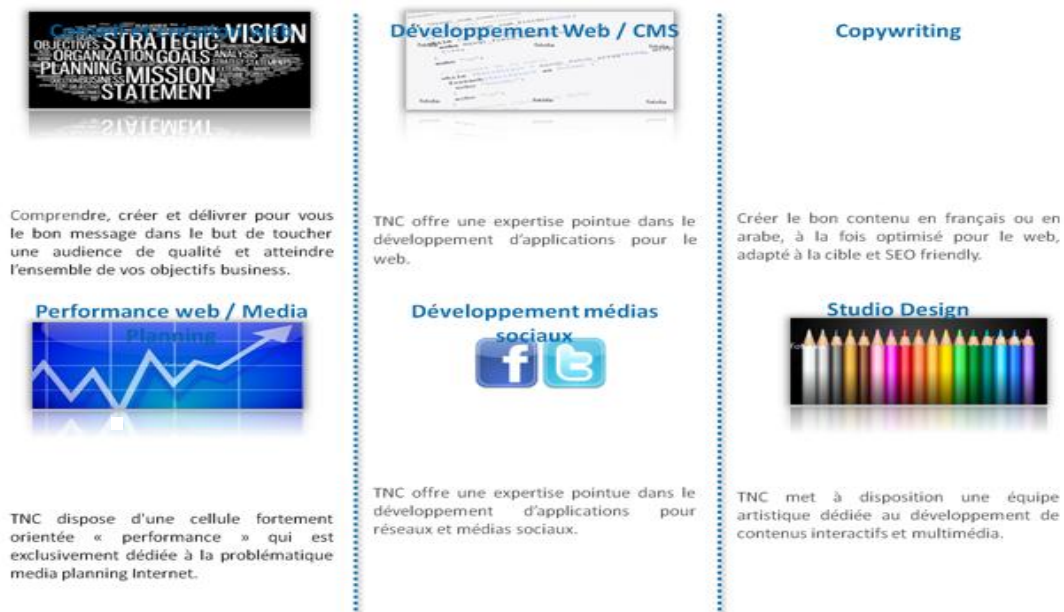 VISION
OBJECTIVES STRATEGIC
ORGANIZATION GOALS ANALYSIS
PLANNING MISSION
STATEMENT
Comprendre, créer et délivrer pour vous
le bon message dans le but de toucher
une audience de qualité et atteindre
l'ensemble de vos objectifs business.
Développement Web / CMS
TNC offre une expertise pointue dans le
développement d'applications pour le
web.
Copywriting
Créer le bon contenu en français ou en
arabe, à la fois optimisé pour le web,
adapté à la cible et SEO friendly.
Performance web / Media
Planning
TNC dispose d'une cellule fortement
orientée « performance » qui est
exclusivement dédiée à la problématique
media planning Internet.
Développement médias
sociaux
TNC offre une expertise pointue dans le
développement d'applications pour
réseaux et médias sociaux.
Studio Design
TNC met à disposition une équipe
artistique dédiée au développement de
contenus interactifs et multimédia.